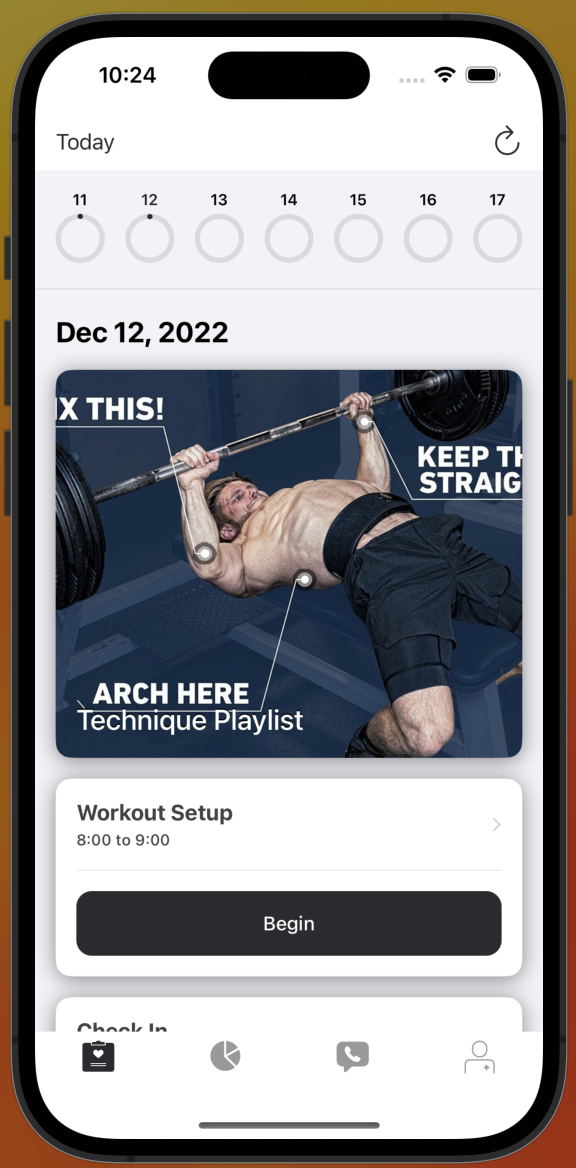 10:24
Today
11 12 13 14 15 16 17
Dec 12, 2022
IX THIS!
KEEP TH
STRAIG
ARCH HERE
Technique Playlist
Workout Setup
8:00 to 9:00
Begin
Check In